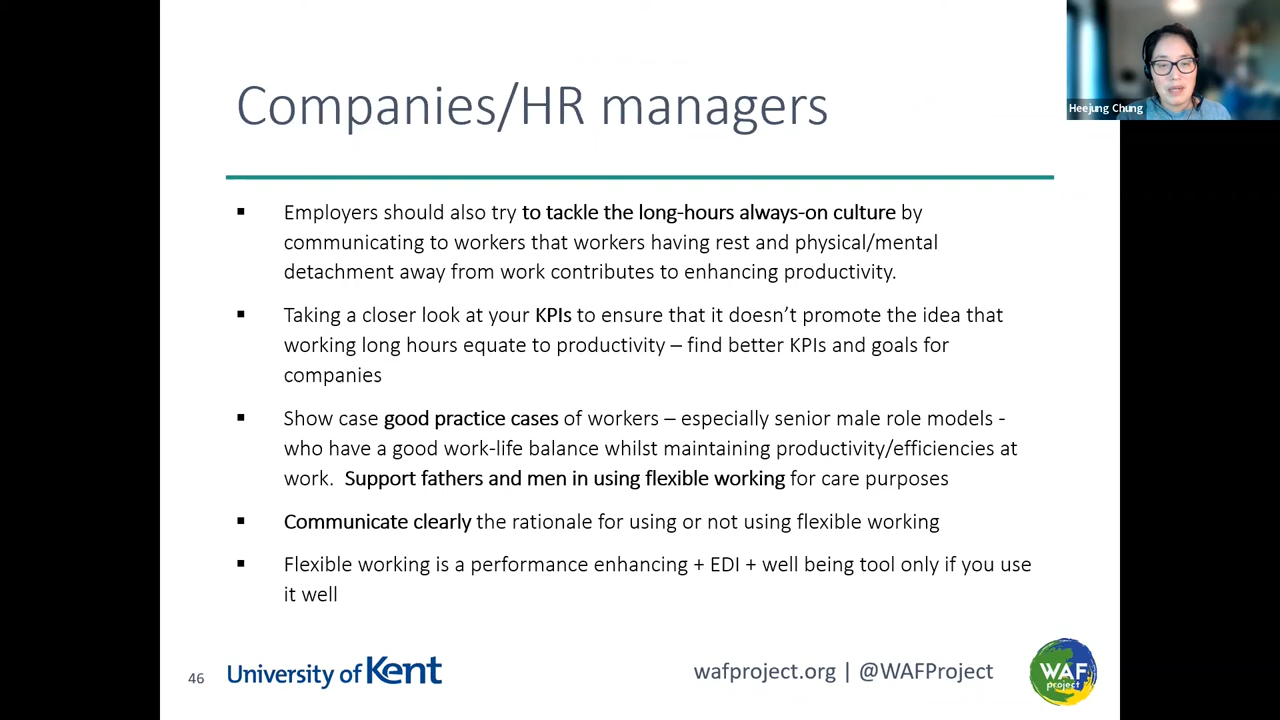 Companies/HR managers
Heejung Chung
▪ Employers should also try to tackle the long-hours always-on culture by
communicating to workers that workers having rest and physical/mental
detachment away from work contributes to enhancing productivity.
▪ Taking a closer look at your KPIs to ensure that it doesn’t promote the idea that
working long hours equate to productivity – find better KPIs and goals for
companies
▪ Show case good practice cases of workers – especially senior male role models -
who have a good work-life balance whilst maintaining productivity/efficiencies at
work. Support fathers and men in using flexible working for care purposes
▪ Communicate clearly the rationale for using or not using flexible working
▪ Flexible working is a performance enhancing + EDI + well being tool only if you use
it well
46
University of Kent
wafproject.org | @WAFProject
WAF
project